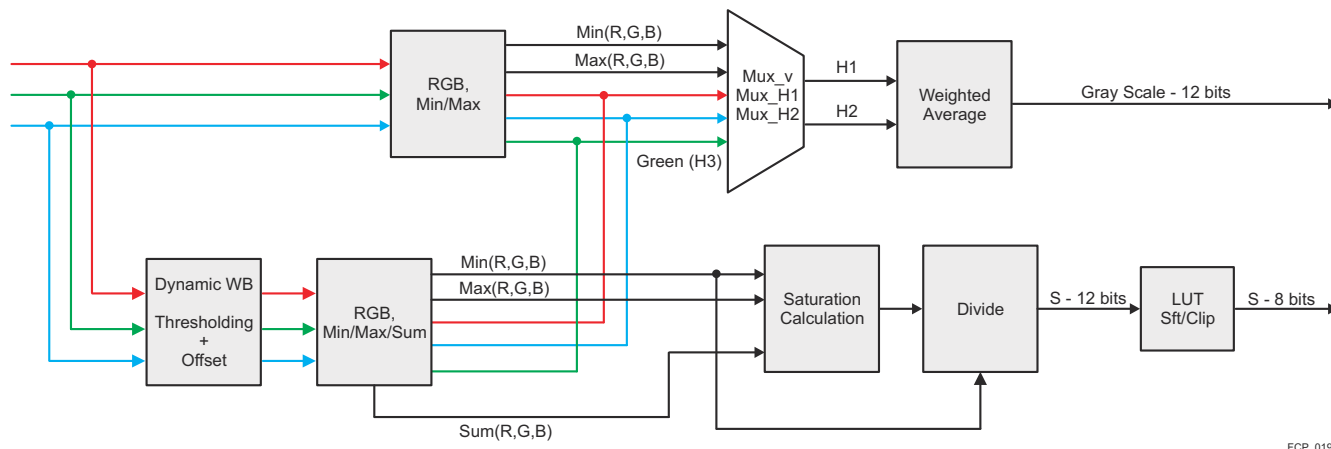 Min(R,G,B)
Max(R,G,B)
RGB,
Min/Max
Mux_v
Mux_H1
Mux_H2
H1
H2
Weighted
Average
Gray Scale - 12 bits
Green (H3)
Dynamic WB
Thresholding
+
Offset
RGB,
Min/Max/Sum
Min(R,G,B)
Max(R,G,B)
Sum(R,G,B)
Saturation
Calculation
Divide
S - 12 bits
LUT
Sft/Clip
S - 8 bits